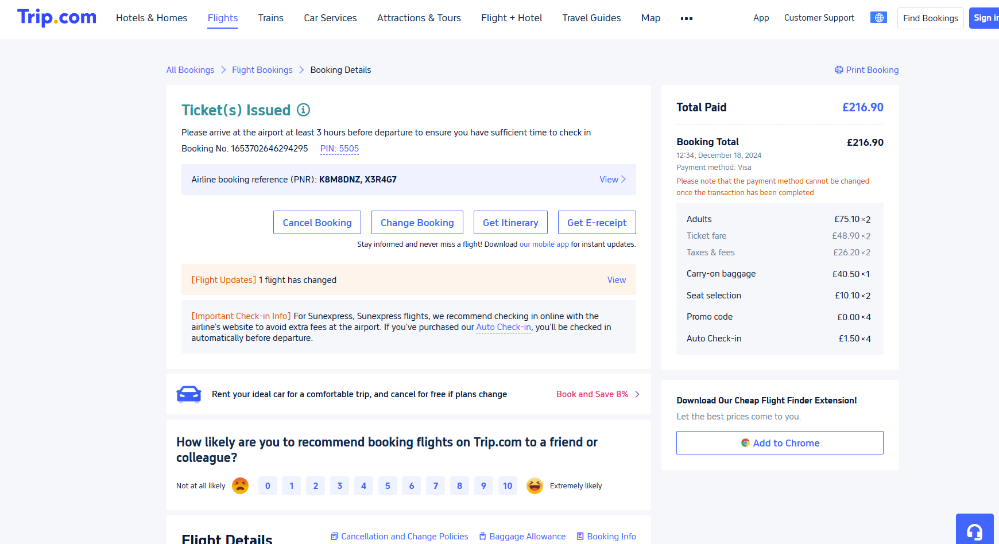 Trip.com
Hotels & Homes
Flights
Trains
Car Services
Attractions & Tours
Flight + Hotel
Travel Guides
Map
App
Customer Support
Find Bookings
Sign in
All Bookings > Flight Bookings > Booking Details
Print Booking
Ticket(s) Issued
Please arrive at the airport at least 3 hours before departure to ensure you have sufficient time to check in
Booking No. 1653702646294295 PIN: 5505
Airline booking reference (PNR): K8M8DNZ, X3R4G7 View
Cancel Booking
Change Booking
Get Itinerary
Get E-receipt
Stay informed and never miss a flight! Download our mobile app for instant updates.
[Flight Updates] 1 flight has changed View
[Important Check-in Info] For Sunexpress, Sunexpress flights, we recommend checking in online with the
airline's website to avoid extra fees at the airport. If you've purchased our Auto Check-in, you'll be checked in
automatically before departure.
Rent your ideal car for a comfortable trip, and cancel for free if plans change Book and Save 8%
How likely are you to recommend booking flights on Trip.com to a friend or
colleague?
Not at all likely 0 1 2 3 4 5 6 7 8 9 10 Extremely likely
Flight Details
Cancellation and Change Policies
Baggage Allowance
Booking Info
Total Paid £216.90
Booking Total £216.90
12:34, December 18, 2024
Payment method: Visa
Please note that the payment method cannot be changed
once the transaction has been completed
Adults £75.10 × 2
Ticket fare £48.90 × 2
Taxes & fees £26.20 × 2
Carry-on baggage £40.50 × 1
Seat selection £10.10 × 2
Promo code £0.00 × 4
Auto Check-in £1.50 × 4
Download Our Cheap Flight Finder Extension!
Let the best prices come to you.
Add to Chrome